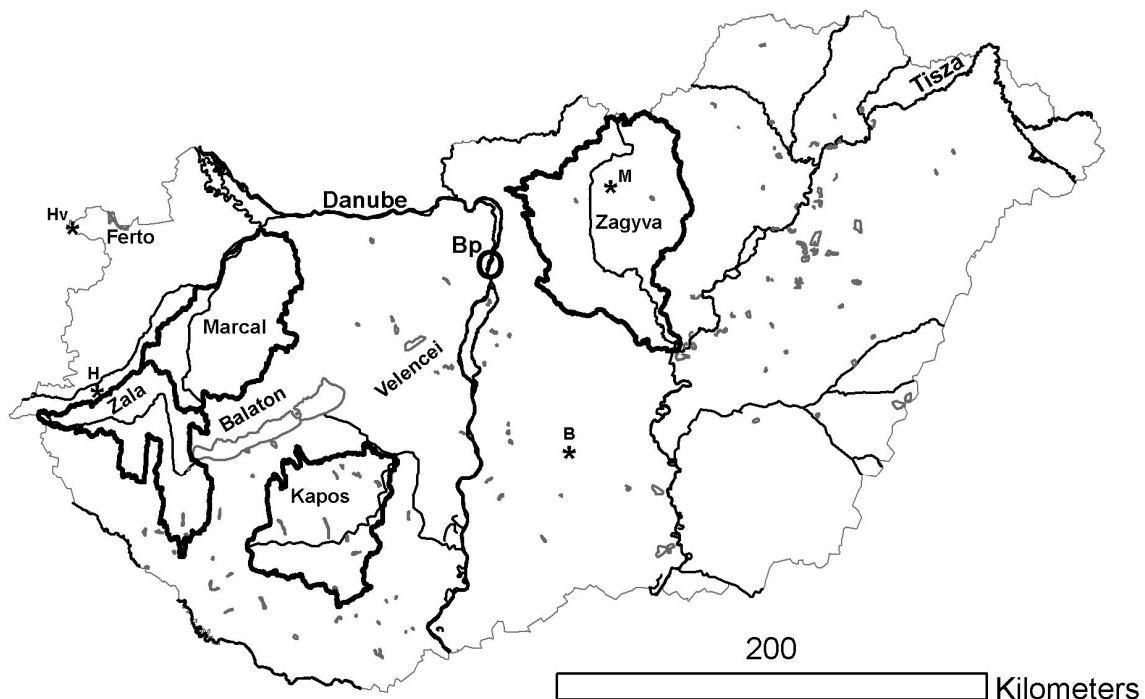 Tisza
M
Danube
Zagyva
Hv
Ferto
Bp
Marcal
H
Zala
Velencei
Balaton
B
Kapos
200
Kilometers